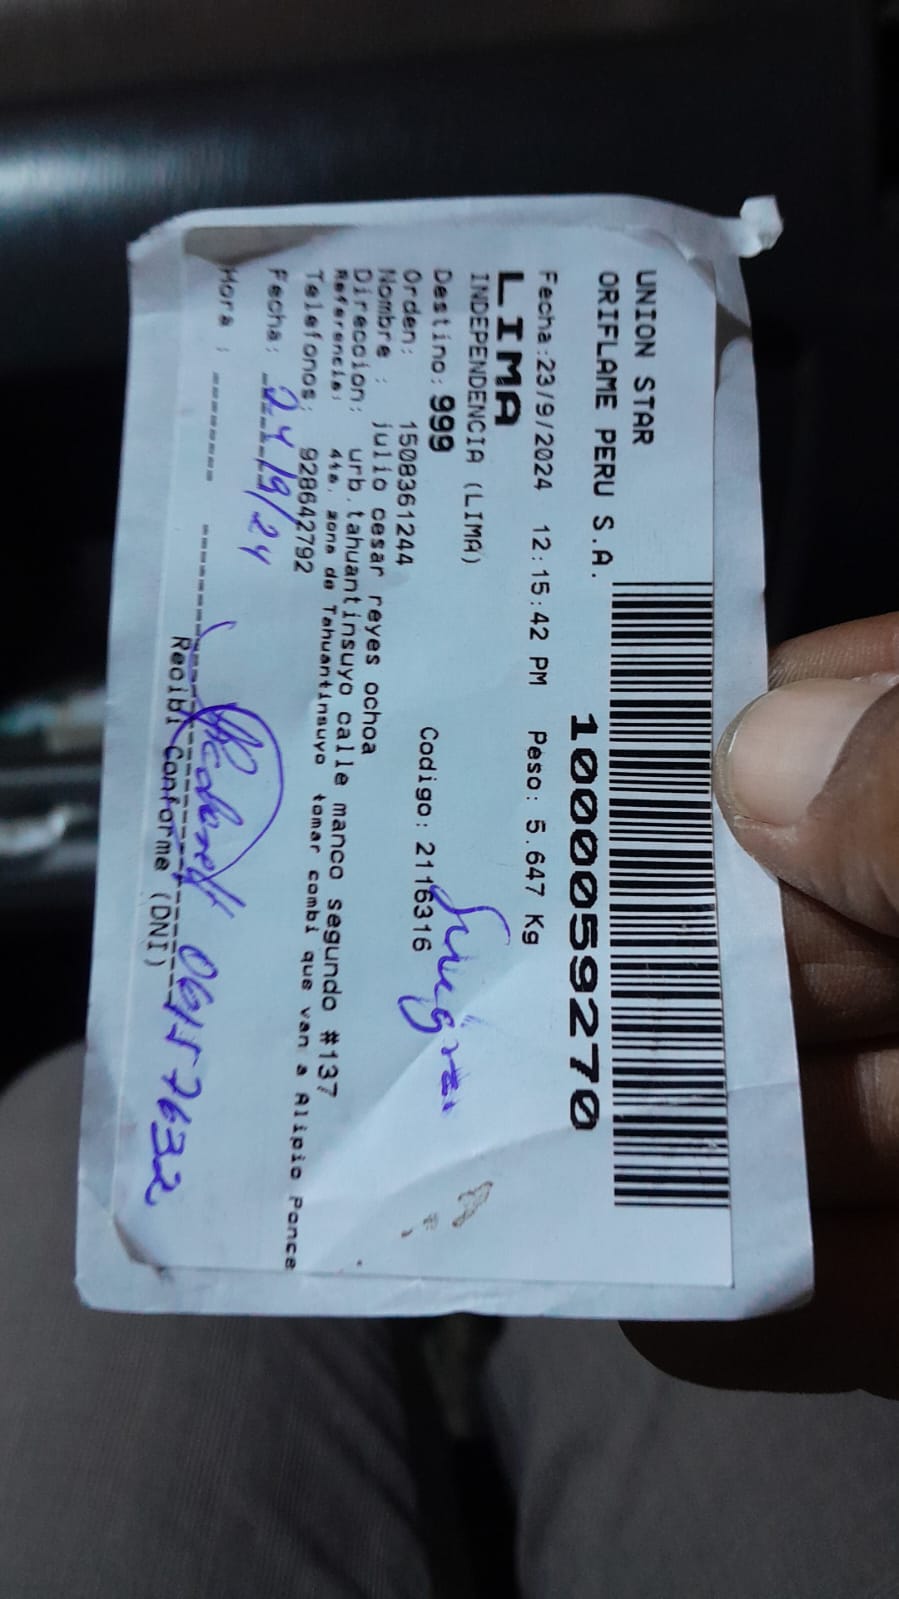 UNION STAR
ORIFLAME PERU S.A.
1000059270
Fecha:23/9/2024 12:15:42 PM Peso: 5.647 Kg
LIMA
INDEPENDENCIA (LIMA)
Destino: 999 Codigo: 2116316
Orden: 1508361244
Nombre : julio cesar reyes ochoa
Direccion: urb.tahuantinsuyo calle manco segundo #137
Referencia: 4ta. zona de Tahuantinsuyo tomar combi que van a Alipio Ponce
Telefonos: 928642792
Fecha: 24/9/24
Hora :
06157632
Recibi Conforme (DNI)